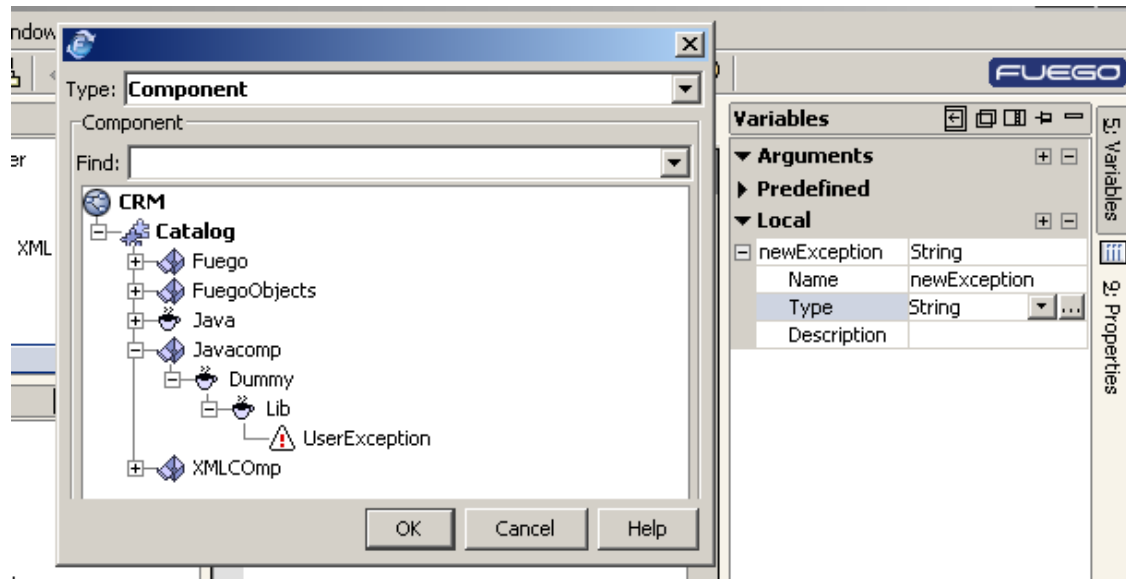 ndow
FUEGO
Type: Component
Component
Find:
CRM
Catalog
Fuego
FuegoObjects
Java
Javacomp
Dummy
Lib
UserException
XMLCOmp
OK Cancel Help
er
XML
Variables
Arguments
Predefined
Local
newException String
Name newException
Type String ...
Description
5: Variables
9: Properties